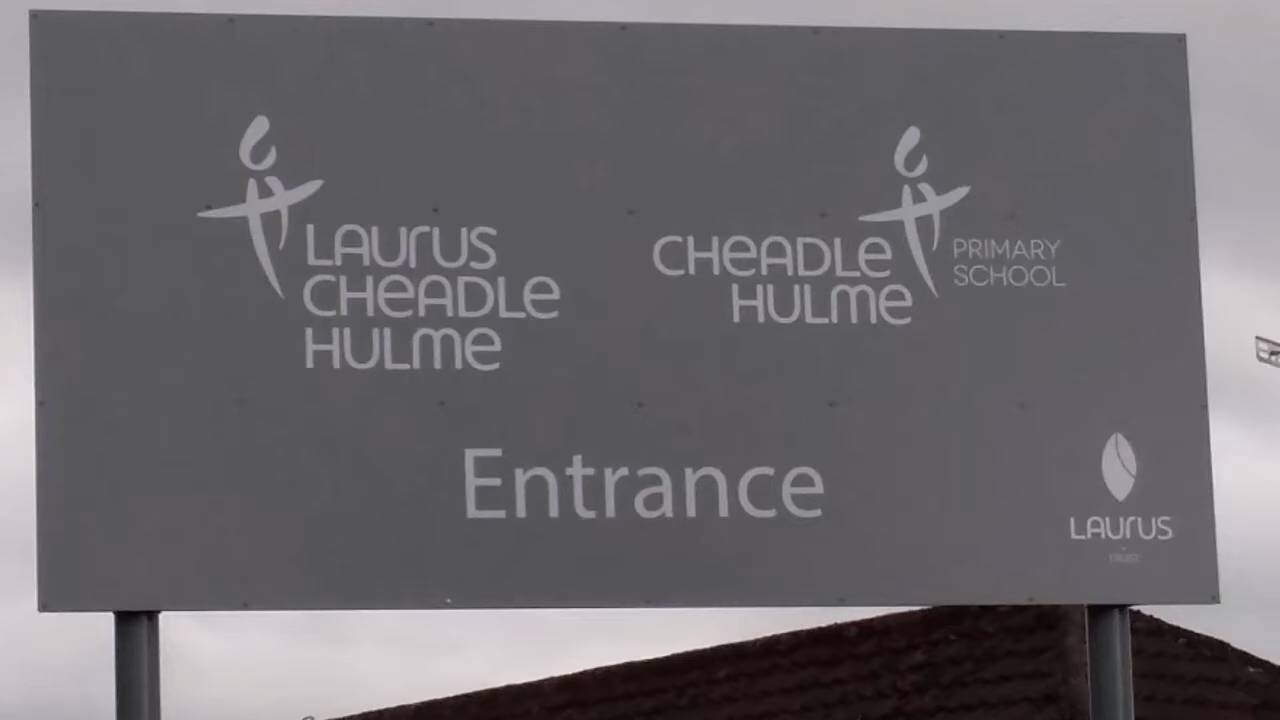 LAURUS
CHEADLE
HULME
CHEADLE
HULME
PRIMARY
SCHOOL
Entrance
LAURUS
TRUST